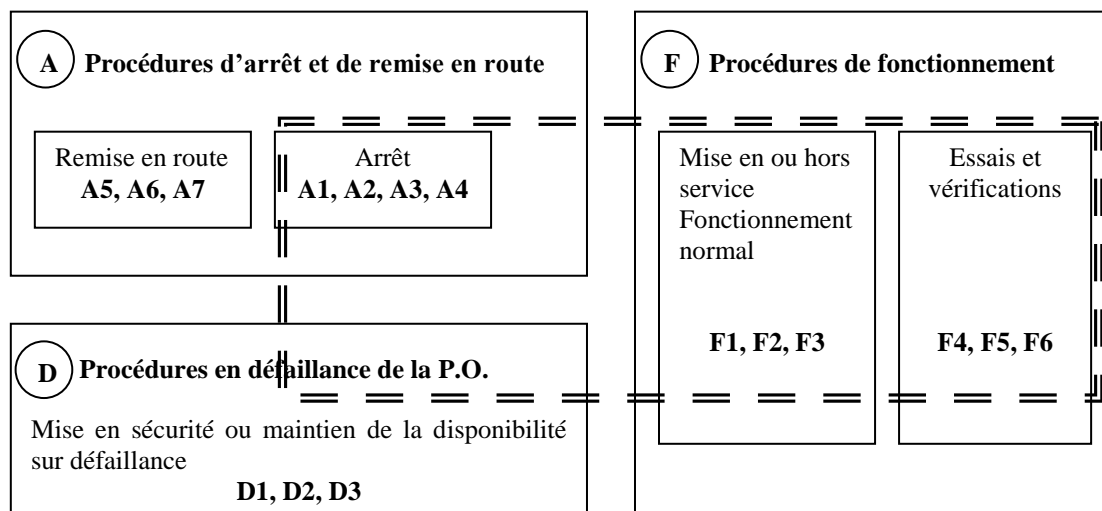 A Procédures d’arrêt et de remise en route
Remise en route
A5, A6, A7
Arrêt
A1, A2, A3, A4
D Procédures en défaillance de la P.O.
Mise en sécurité ou maintien de la disponibilité
sur défaillance
D1, D2, D3
F Procédures de fonctionnement
Mise en ou hors
service
Fonctionnement
normal
F1, F2, F3
Essais et
vérifications
F4, F5, F6